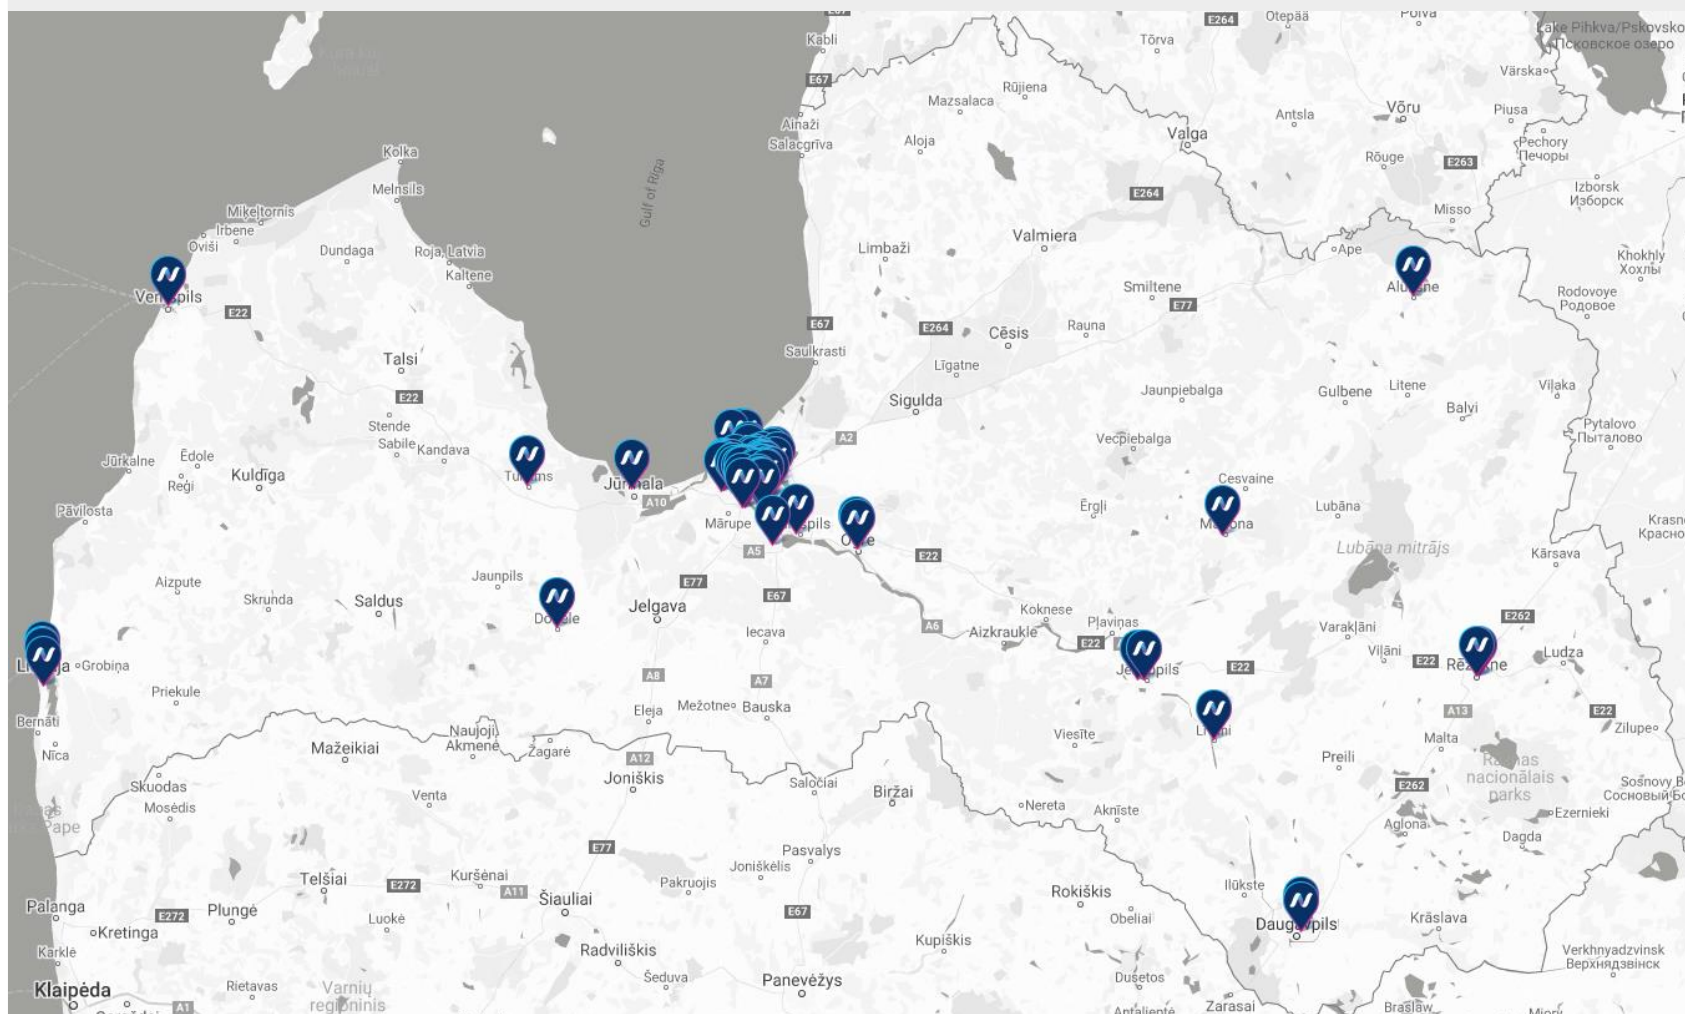 E67
E264
Otepää
Polva
Lake Pihkva/Pskovsko
Псковское озеро
Kabli
Tõrva
Värska
E67
Rūjiena
Mazsalaca
Antsla
Võru
Piusa
Ainaži
Salacgrīva
Aloja
Valga
Pechory
Печоры
Kolka
Rõuge
E263
Melnsils
E264
Izborsk
Изборск
Gulf of Riga
Miķeļtornis
Irbene
Oviši
Misso
Dundaga
Roja, Latvia
Limbaži
Valmiera
Ape
Khokhly
Хохлы
Kaltene
Smiltene
Rodovoye
Родовое
E22
E77
E67
E264
Cēsis
Rauna
Saulkrasti
Talsi
Līgatne
E22
Sigulda
Jaunpiebalga
Gulbene
Litene
Viļaka
Balvi
Stende
Sabile
Kandava
A2
Vecpiebalga
Pytalovo
Пыталово
Ēdole
Jūrkalne
Reģi
Kuldīga
Cesvaine
A10
Pāvilosta
Mārupe
Ērgļi
Lubāna
Lubāna mitrājs
Kārsava
A5
E22
Aizpute
Jaunpils
E77
E67
Skrunda
Saldus
Jelgava
Koknese
Pļaviņas
E262
Iecava
A6
Aizkraukle
E22
Varakļāni
Viļāni
E22
Ludza
Grobiņa
E22
A8
A7
Priekule
Eleja
Mežotne
Bauska
A13
E22
Bernāti
Nīca
Naujoji
Akmenė
Žagarė
Viesīte
Malta
Zilupe
Mažeikiai
A12
Preiļi
nacionālais
parks
Skuodas
Joniškis
Saločiai
Biržai
E262
Mosėdis
Venta
Nereta
Aknīste
Ezernieki
Pape
Aglona
Dagda
E77
Pasvalys
Joniškėlis
Telšiai
E272
Kuršėnai
A11
Pakruojis
Rokiškis
Ilūkste
Palanga
E272
Plungė
Šiauliai
E67
Obeliai
Krāslava
Luokė
Kretinga
Karklė
Radviliškis
Kupiškis
Verkhnyadzvinsk
Верхнядзвінск
Šeduva
Panevėžys
Dusetos
Klaipėda
Rietavas
Varnių
regioninis
A1
Zarasai
Braslaw
Antalieptė